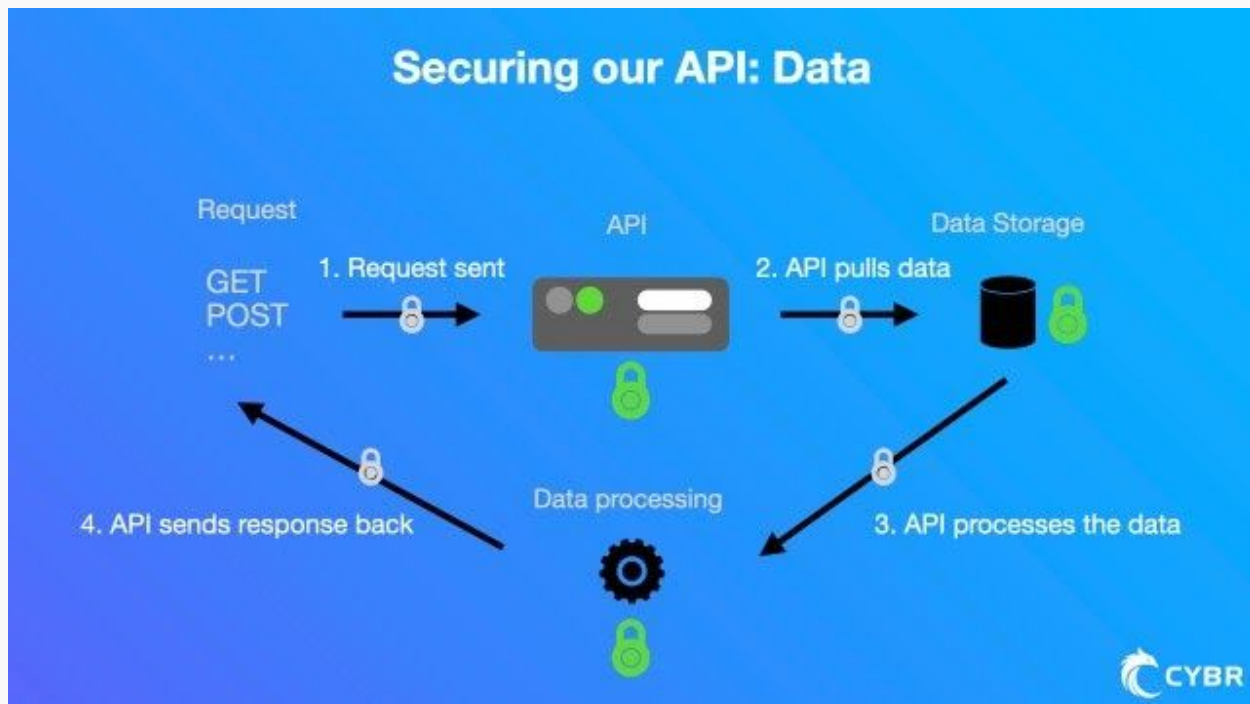 Securing our API: Data
Request
API
Data Storage
GET
POST
...
1. Request sent
2. API pulls data
Data processing
4. API sends response back
3. API processes the data
CYBR